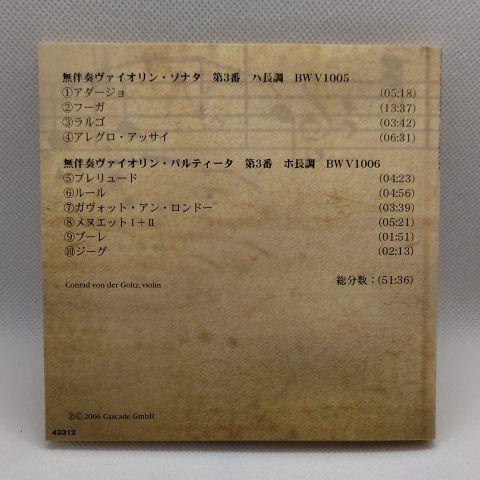 無伴奏ヴァイオリン・ソナタ 第3番 ハ長調 BWV1005
①アダージョ (05:18)
②フーガ (13:37)
③ラルゴ (03:42)
④アレグロ・アッサイ (06:31)
無伴奏ヴァイオリン・パルティータ 第3番 ホ長調 BWV1006
⑤プレリュード (04:23)
⑥ルール (04:56)
⑦ガヴォット・アン・ロンドー (03:39)
⑧メヌエットⅠ+Ⅱ (05:21)
⑨ブーレ (01:51)
⑩ジーグ (02:13)
Conrad von der Goltz, violin 総分数:(51:36)
Ⓟ©2006 Cascade GmbH
43312